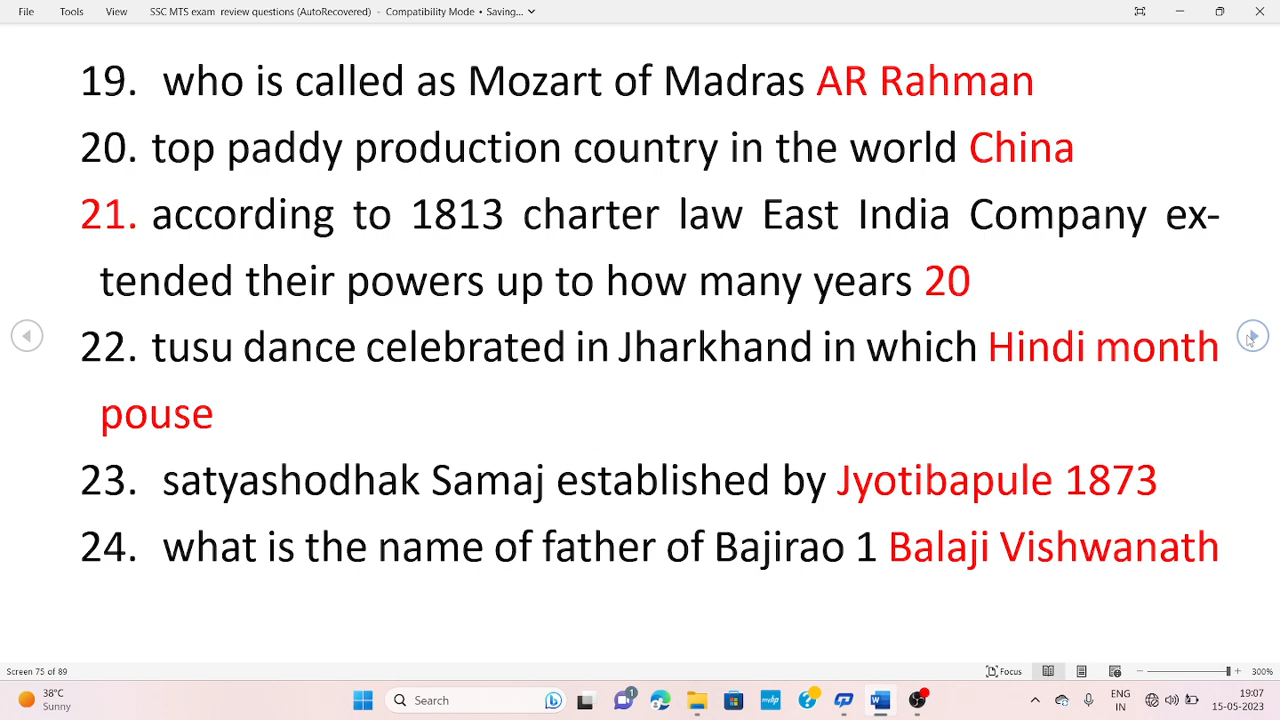 File Tools View SSC MTS exam review questions (AutoRecovered) - Compatibility Mode • Saving...
19. who is called as Mozart of Madras AR Rahman
20. top paddy production country in the world China
21. according to 1813 charter law East India Company ex-
tended their powers up to how many years 20
22. tusu dance celebrated in Jharkhand in which Hindi month
pouse
23. satyashodhak Samaj established by Jyotibapule 1873
24. what is the name of father of Bajirao 1 Balaji Vishwanath
Screen 75 of 89 Focus 300%
38°C
Sunny
Search
1
ENG
IN
19:07
15-05-2023